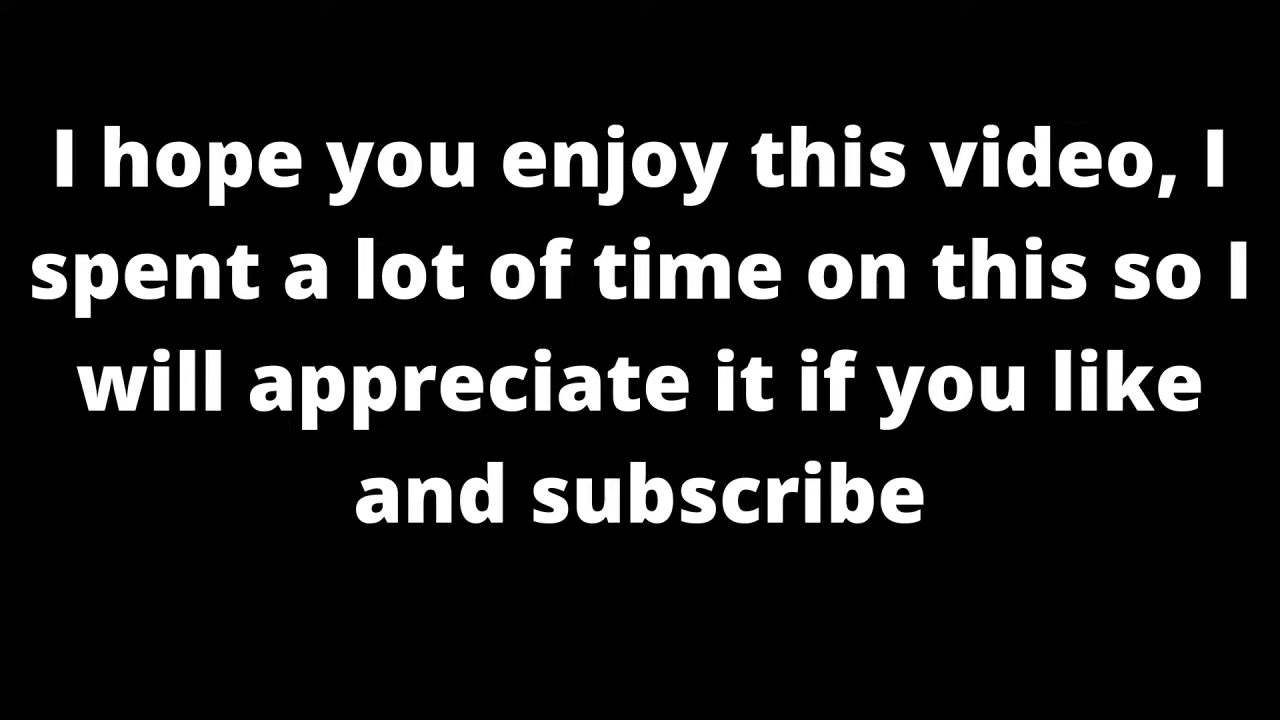 I hope you enjoy this video, I
spent a lot of time on this so I
will appreciate it if you like
and subscribe